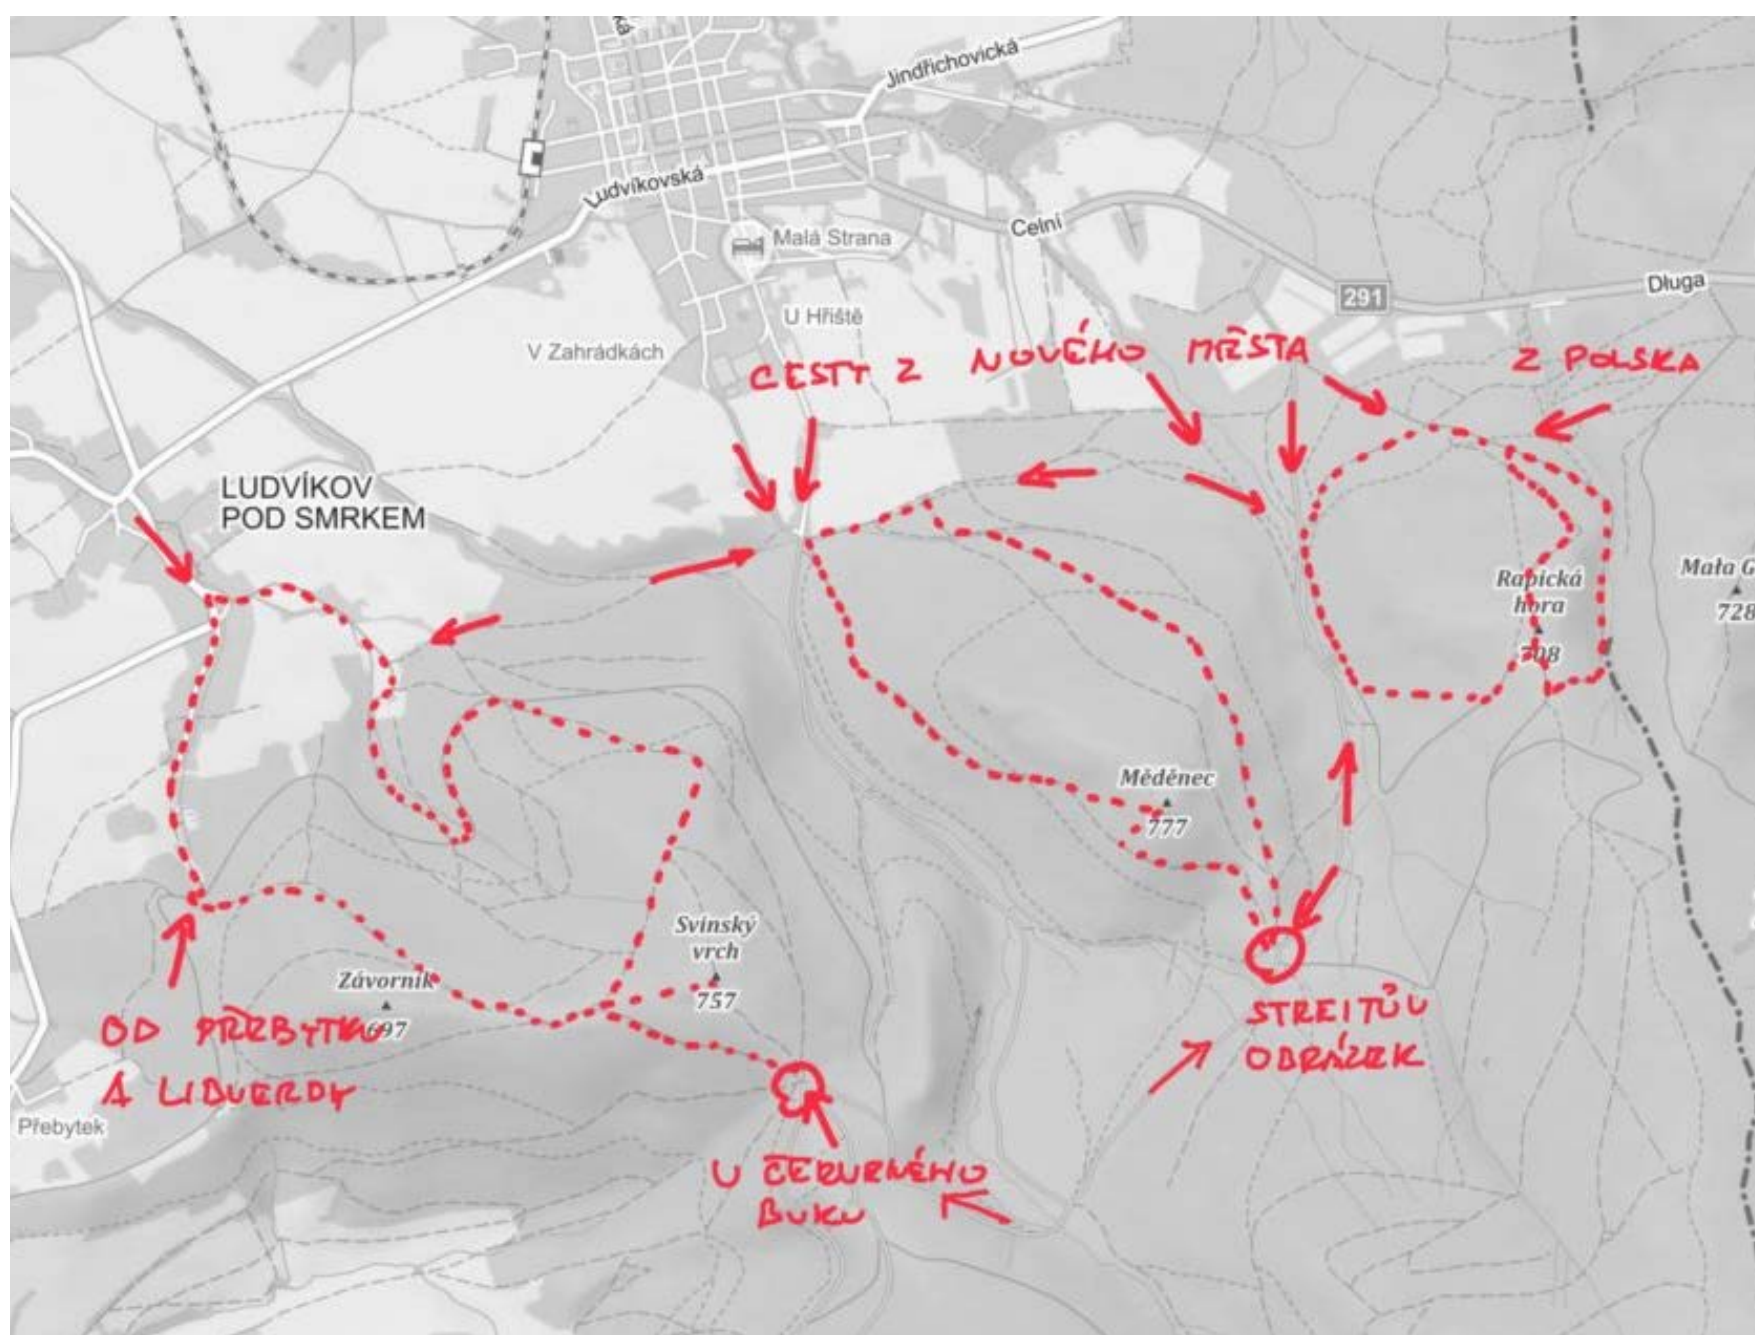 Jindřichovická
Ludvíkovská
Malá Strana
Celní
U Hřiště
V Zahrádkách
291
Długa
CESTY Z NOVÉHO MĚSTA
Z POLSKA
LUDVÍKOV
POD SMRKEM
Rapická
hora
708
Mała G
728
Měděnec
777
Svinský
vrch
757
Závorník
697
OD PŘEBYTKU
A LIBVERDY
Přebytek
STREITŮV
OBRÁZEK
U ČERVENÉHO
BUKU